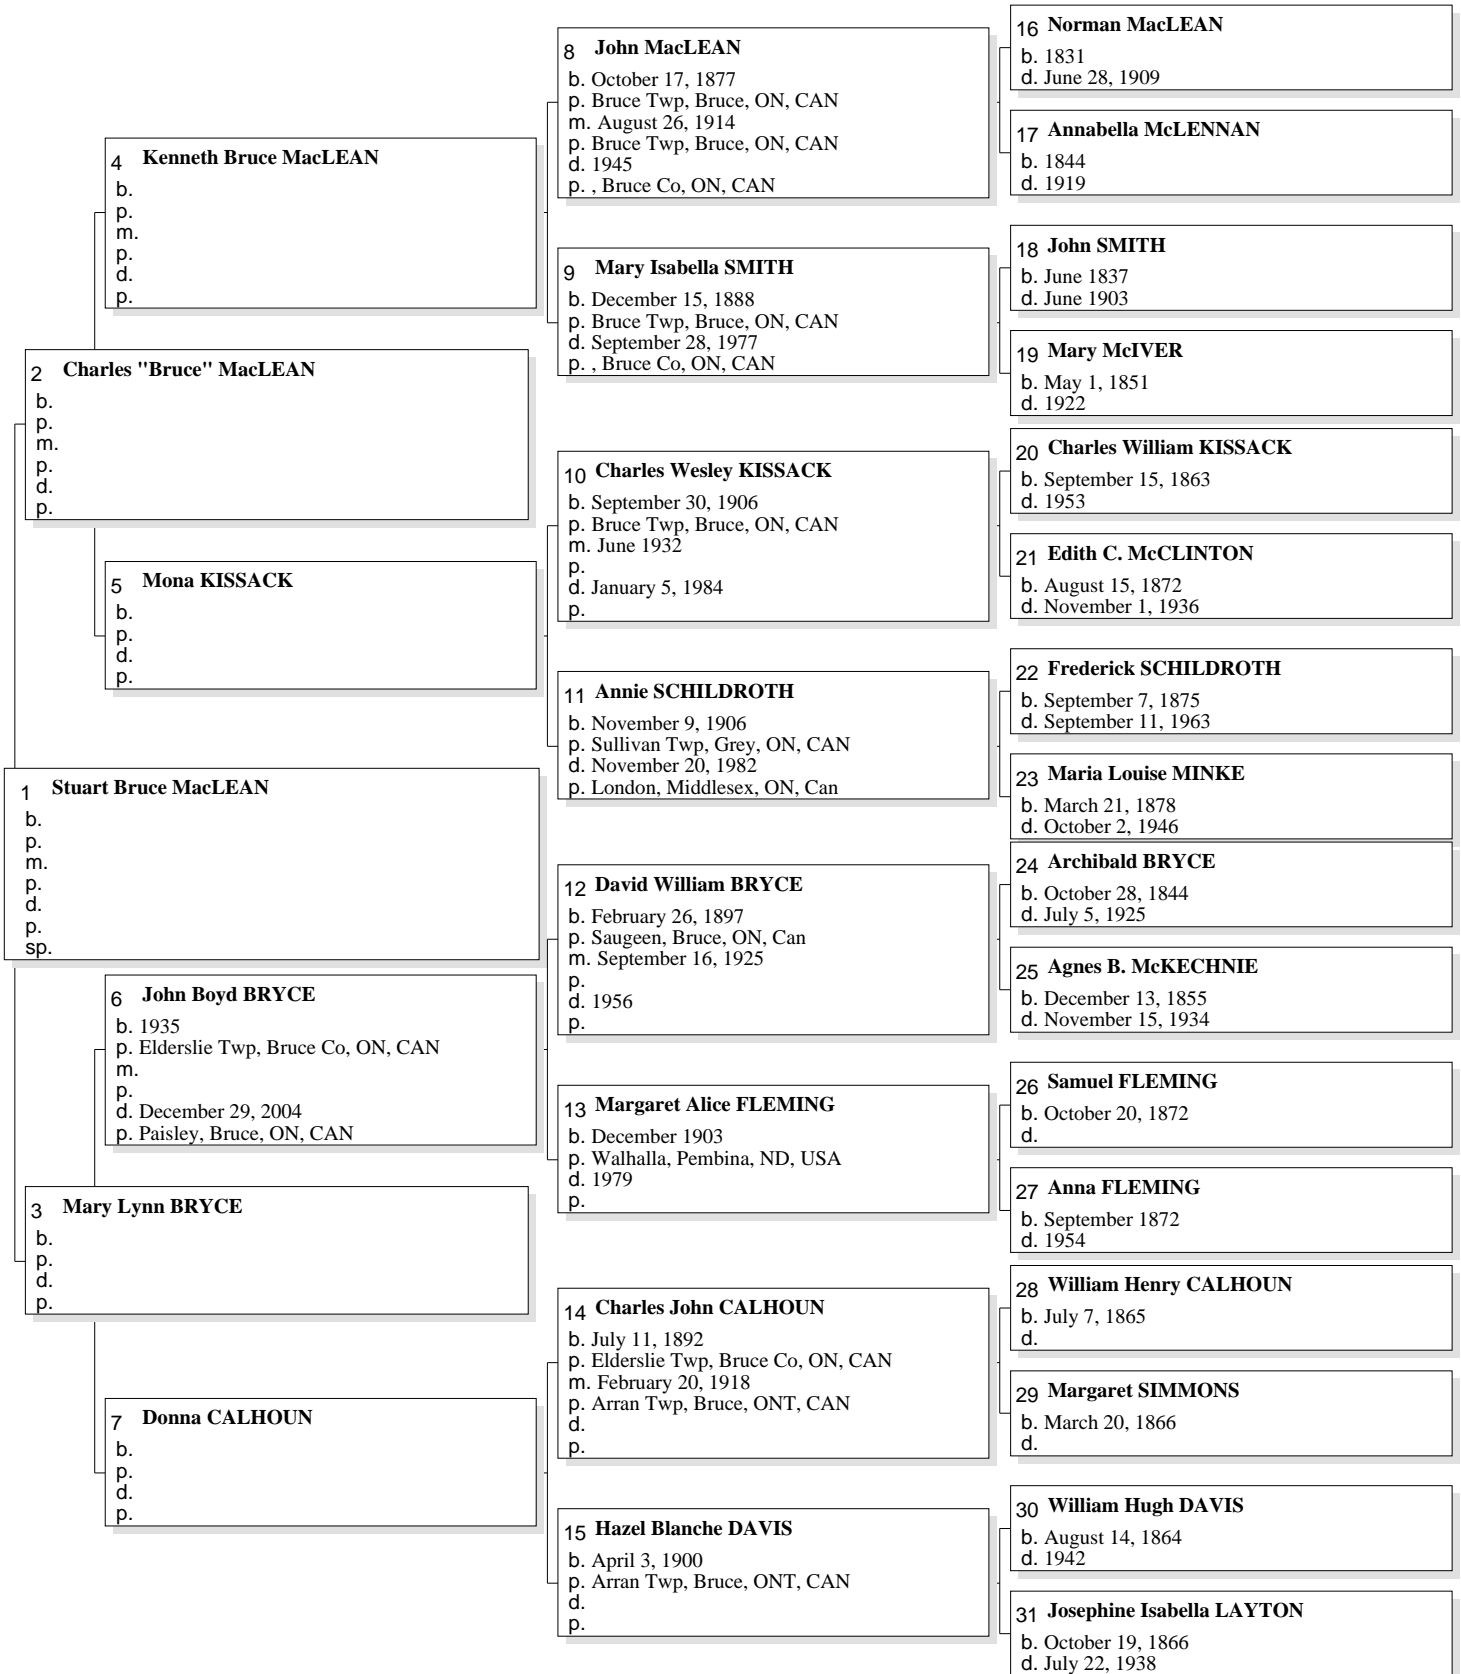 1 Stuart Bruce MacLEAN
b.
p.
m.
p.
d.
p.
sp.
2 Charles "Bruce" MacLEAN
b.
p.
m.
p.
d.
p.
3 Mary Lynn BRYCE
b.
p.
d.
p.
4 Kenneth Bruce MacLEAN
b.
p.
m.
p.
d.
p.
5 Mona KISSACK
b.
p.
d.
p.
6 John Boyd BRYCE
b. 1935
p. Elderslie Twp, Bruce Co, ON, CAN
m.
p.
d. December 29, 2004
p. Paisley, Bruce, ON, CAN
7 Donna CALHOUN
b.
p.
d.
p.
8 John MacLEAN
b. October 17, 1877
p. Bruce Twp, Bruce, ON, CAN
m. August 26, 1914
p. Bruce Twp, Bruce, ON, CAN
d. 1945
p. , Bruce Co, ON, CAN
9 Mary Isabella SMITH
b. December 15, 1888
p. Bruce Twp, Bruce, ON, CAN
d. September 28, 1977
p. , Bruce Co, ON, CAN
10 Charles Wesley KISSACK
b. September 30, 1906
p. Bruce Twp, Bruce, ON, CAN
m. June 1932
p.
d. January 5, 1984
p.
11 Annie SCHILDROTH
b. November 9, 1906
p. Sullivan Twp, Grey, ON, CAN
d. November 20, 1982
p. London, Middlesex, ON, Can
12 David William BRYCE
b. February 26, 1897
p. Saugeen, Bruce, ON, Can
m. September 16, 1925
p.
d. 1956
p.
13 Margaret Alice FLEMING
b. December 1903
p. Walhalla, Pembina, ND, USA
d. 1979
p.
14 Charles John CALHOUN
b. July 11, 1892
p. Elderslie Twp, Bruce Co, ON, CAN
m. February 20, 1918
p. Arran Twp, Bruce, ONT, CAN
d.
p.
15 Hazel Blanche DAVIS
b. April 3, 1900
p. Arran Twp, Bruce, ONT, CAN
d.
p.
16 Norman MacLEAN
b. 1831
d. June 28, 1909
17 Annabella McLENNAN
b. 1844
d. 1919
18 John SMITH
b. June 1837
d. June 1903
19 Mary McIVER
b. May 1, 1851
d. 1922
20 Charles William KISSACK
b. September 15, 1863
d. 1953
21 Edith C. McCLINTON
b. August 15, 1872
d. November 1, 1936
22 Frederick SCHILDROTH
b. September 7, 1875
d. September 11, 1963
23 Maria Louise MINKE
b. March 21, 1878
d. October 2, 1946
24 Archibald BRYCE
b. October 28, 1844
d. July 5, 1925
25 Agnes B. McKECHNIE
b. December 13, 1855
d. November 15, 1934
26 Samuel FLEMING
b. October 20, 1872
d.
27 Anna FLEMING
b. September 1872
d. 1954
28 William Henry CALHOUN
b. July 7, 1865
d.
29 Margaret SIMMONS
b. March 20, 1866
d.
30 William Hugh DAVIS
b. August 14, 1864
d. 1942
31 Josephine Isabella LAYTON
b. October 19, 1866
d. July 22, 1938